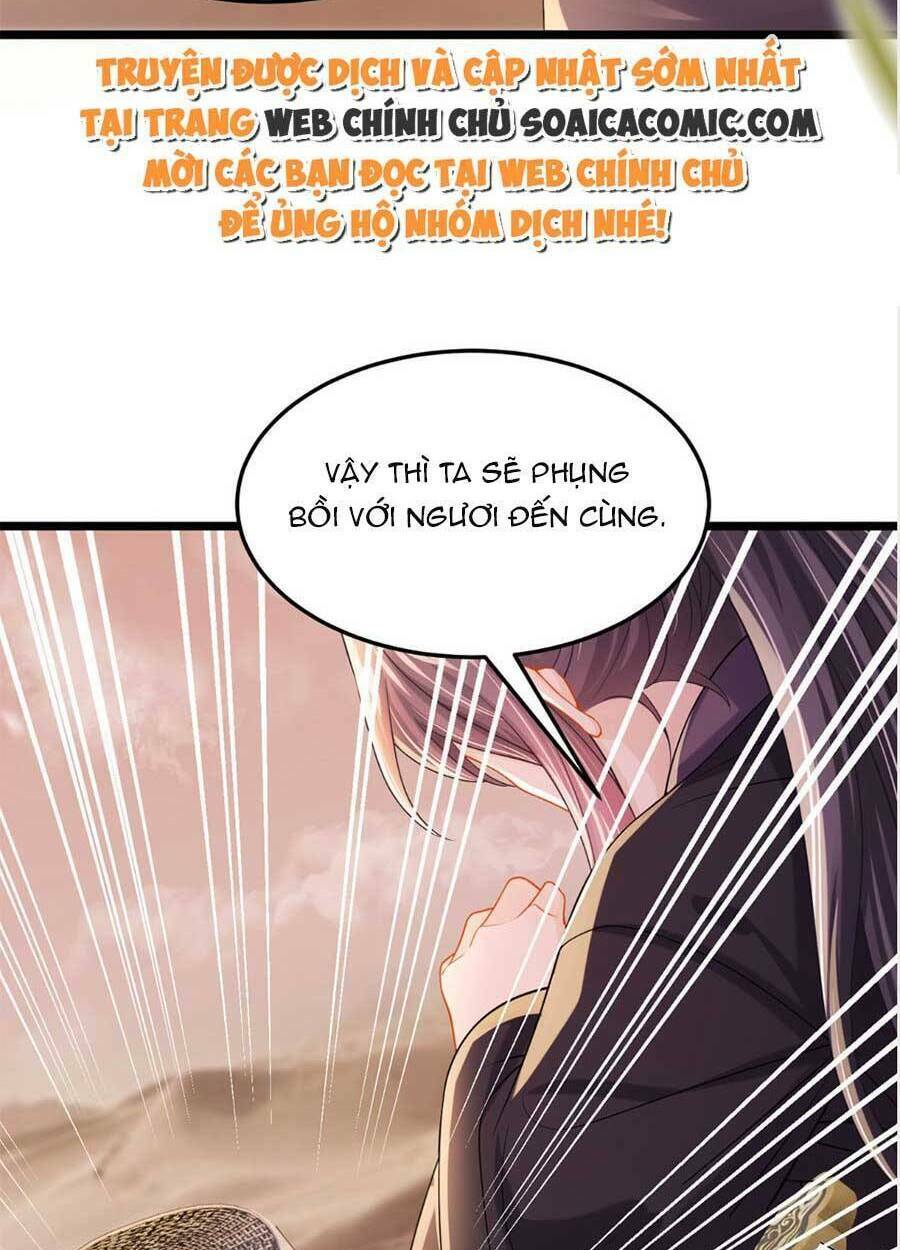 TRUYỆN ĐƯỢC DỊCH VÀ CẬP NHẬT SỚM NHẤT
TẠI TRANG WEB CHÍNH CHỦ SOAICACOMIC.COM
MỜI CÁC BẠN ĐỌC TẠI WEB CHÍNH CHỦ
ĐỂ ỦNG HỘ NHÓM DỊCH NHÉ!
VẬY THÌ TA SẼ PHỤNG
BỒI VỚI NGƯƠI ĐẾN CÙNG.